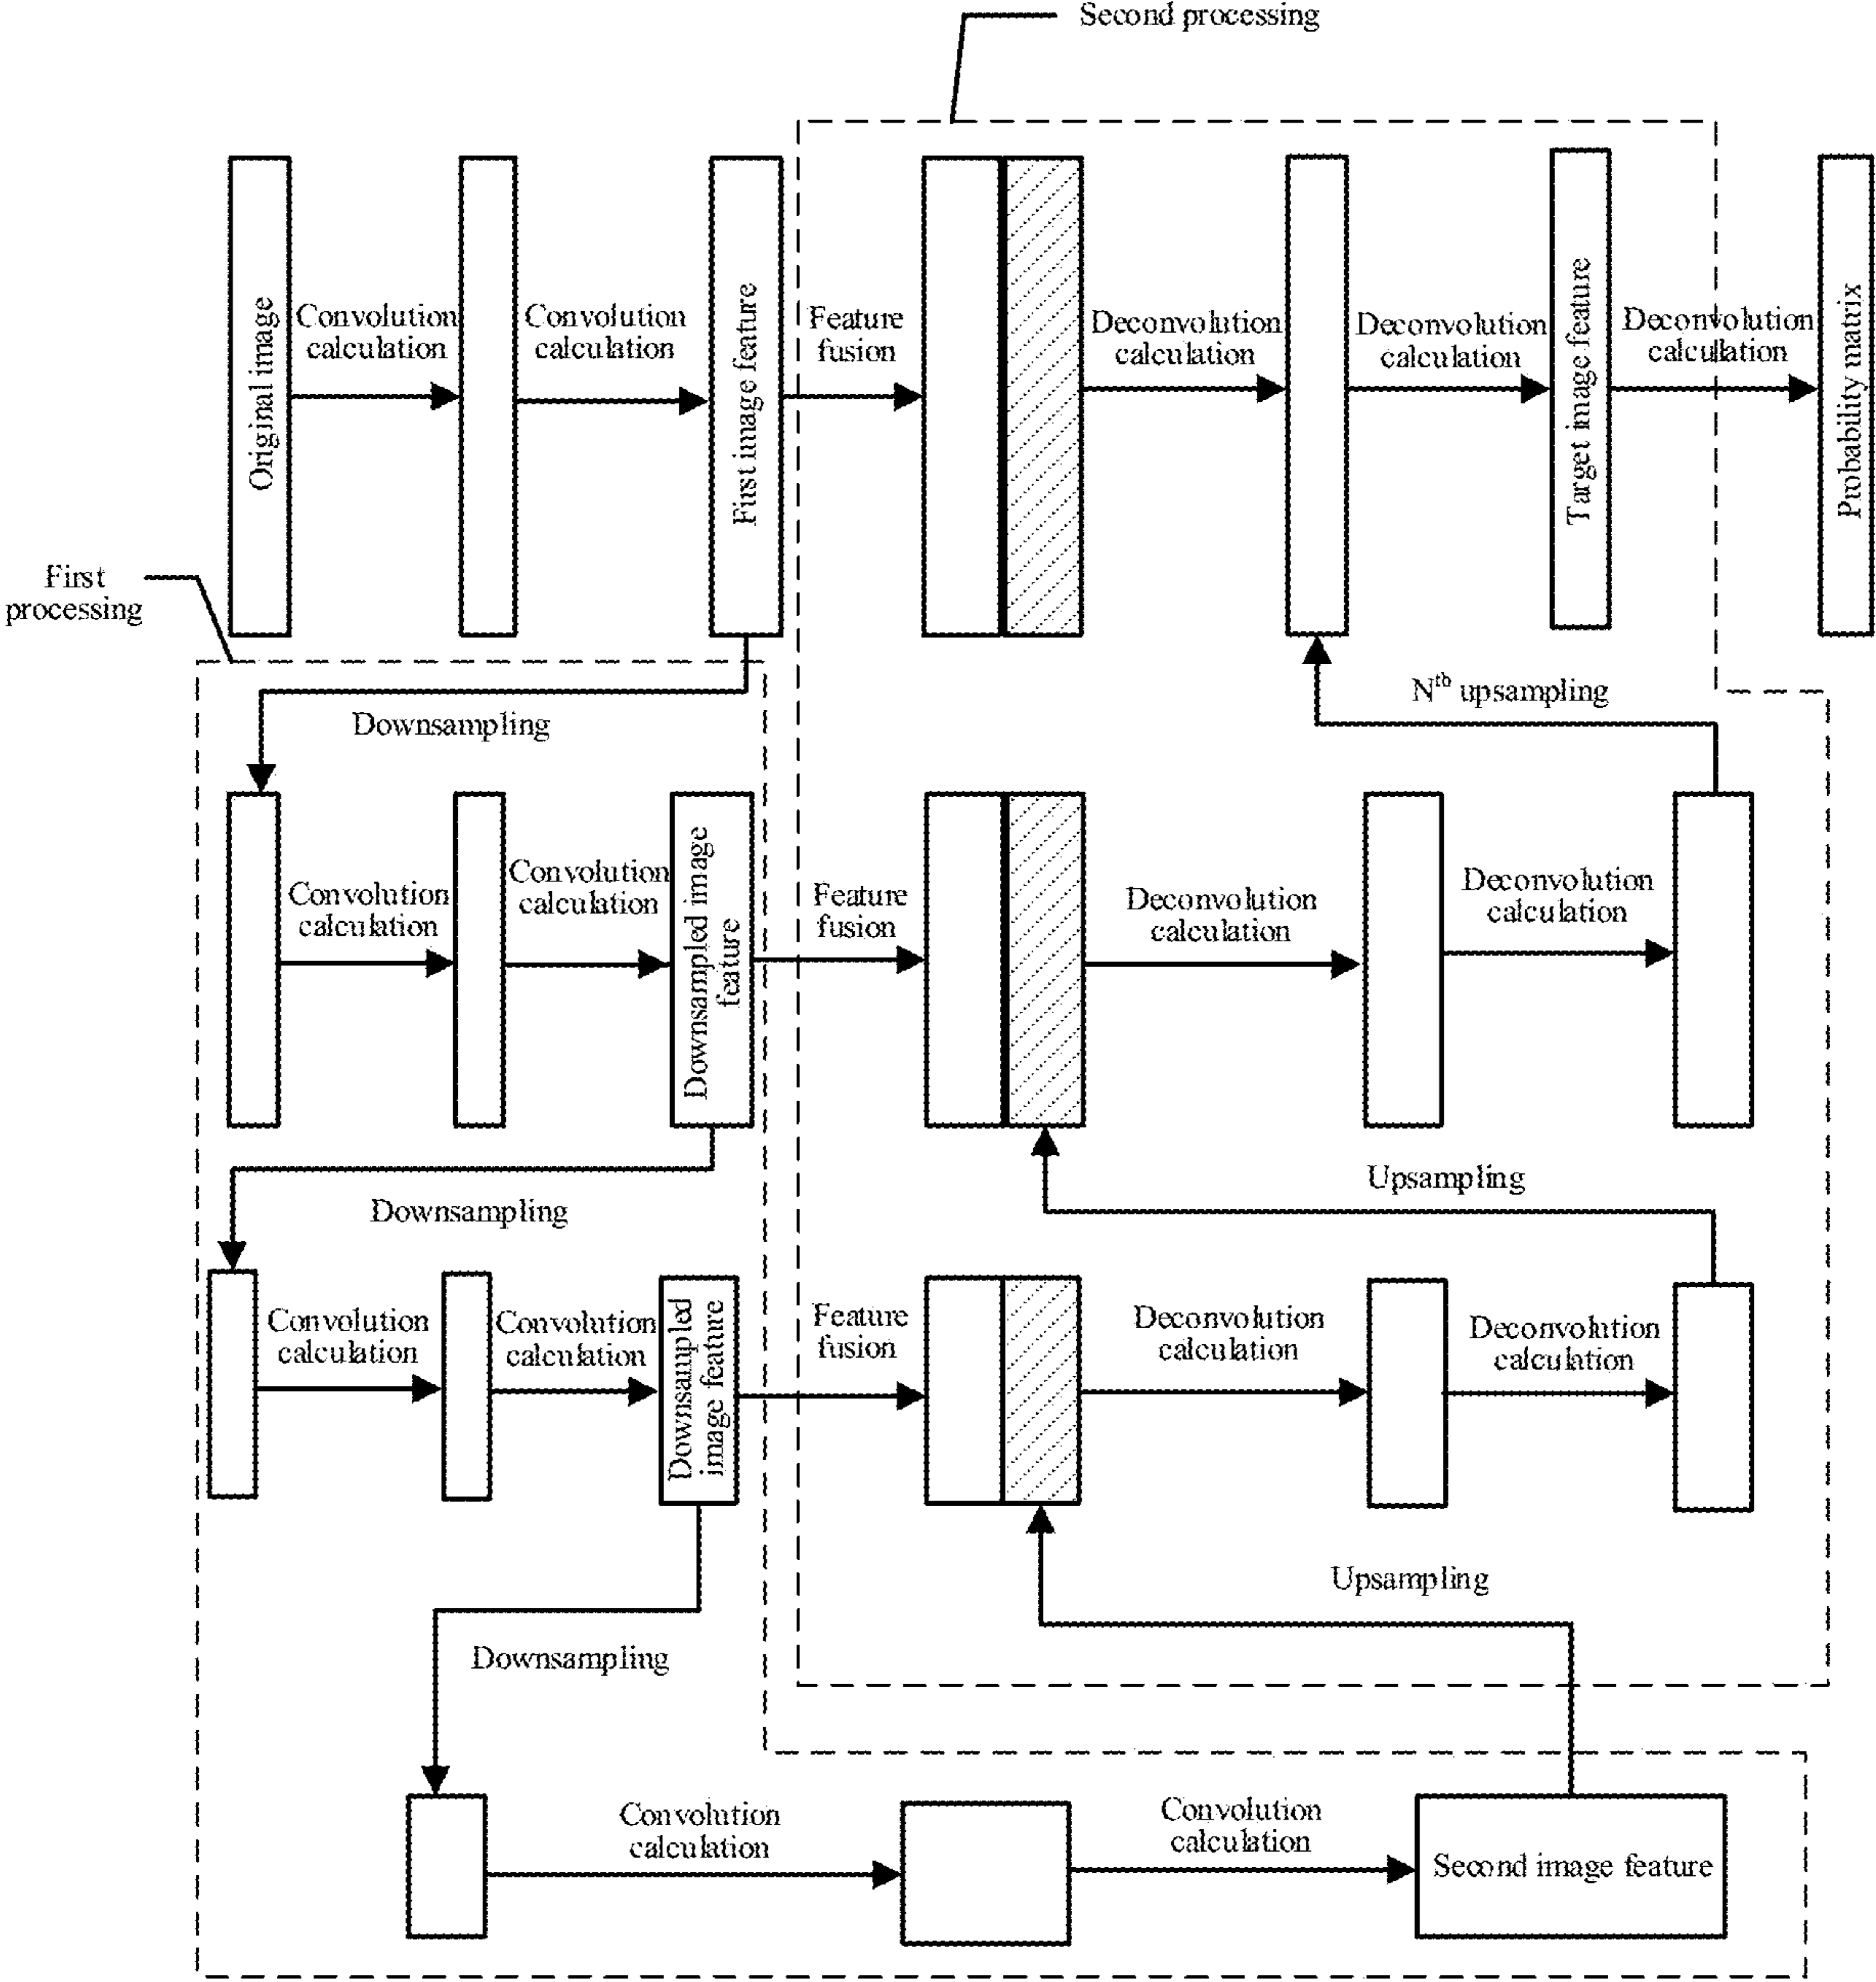 Second processing
Original image
Convolution
calculation
Convolution
calculation
First image feature
Feature
fusion
Deconvolution
calculation
Deconvolution
calculation
Target image feature
Deconvolution
calculation
Probability matrix
First
processing
Downsampling
Nth upsampling
Convolution
calculation
Convolution
calculation
Downsampled image
feature
Feature
fusion
Deconvolution
calculation
Deconvolution
calculation
Downsampling
Upsampling
Convolution
calculation
Convolution
calculation
Downsampled
image feature
Feature
fusion
Deconvolution
calculation
Deconvolution
calculation
Upsampling
Downsampling
Convolution
calculation
Convolution
calculation
Second image feature